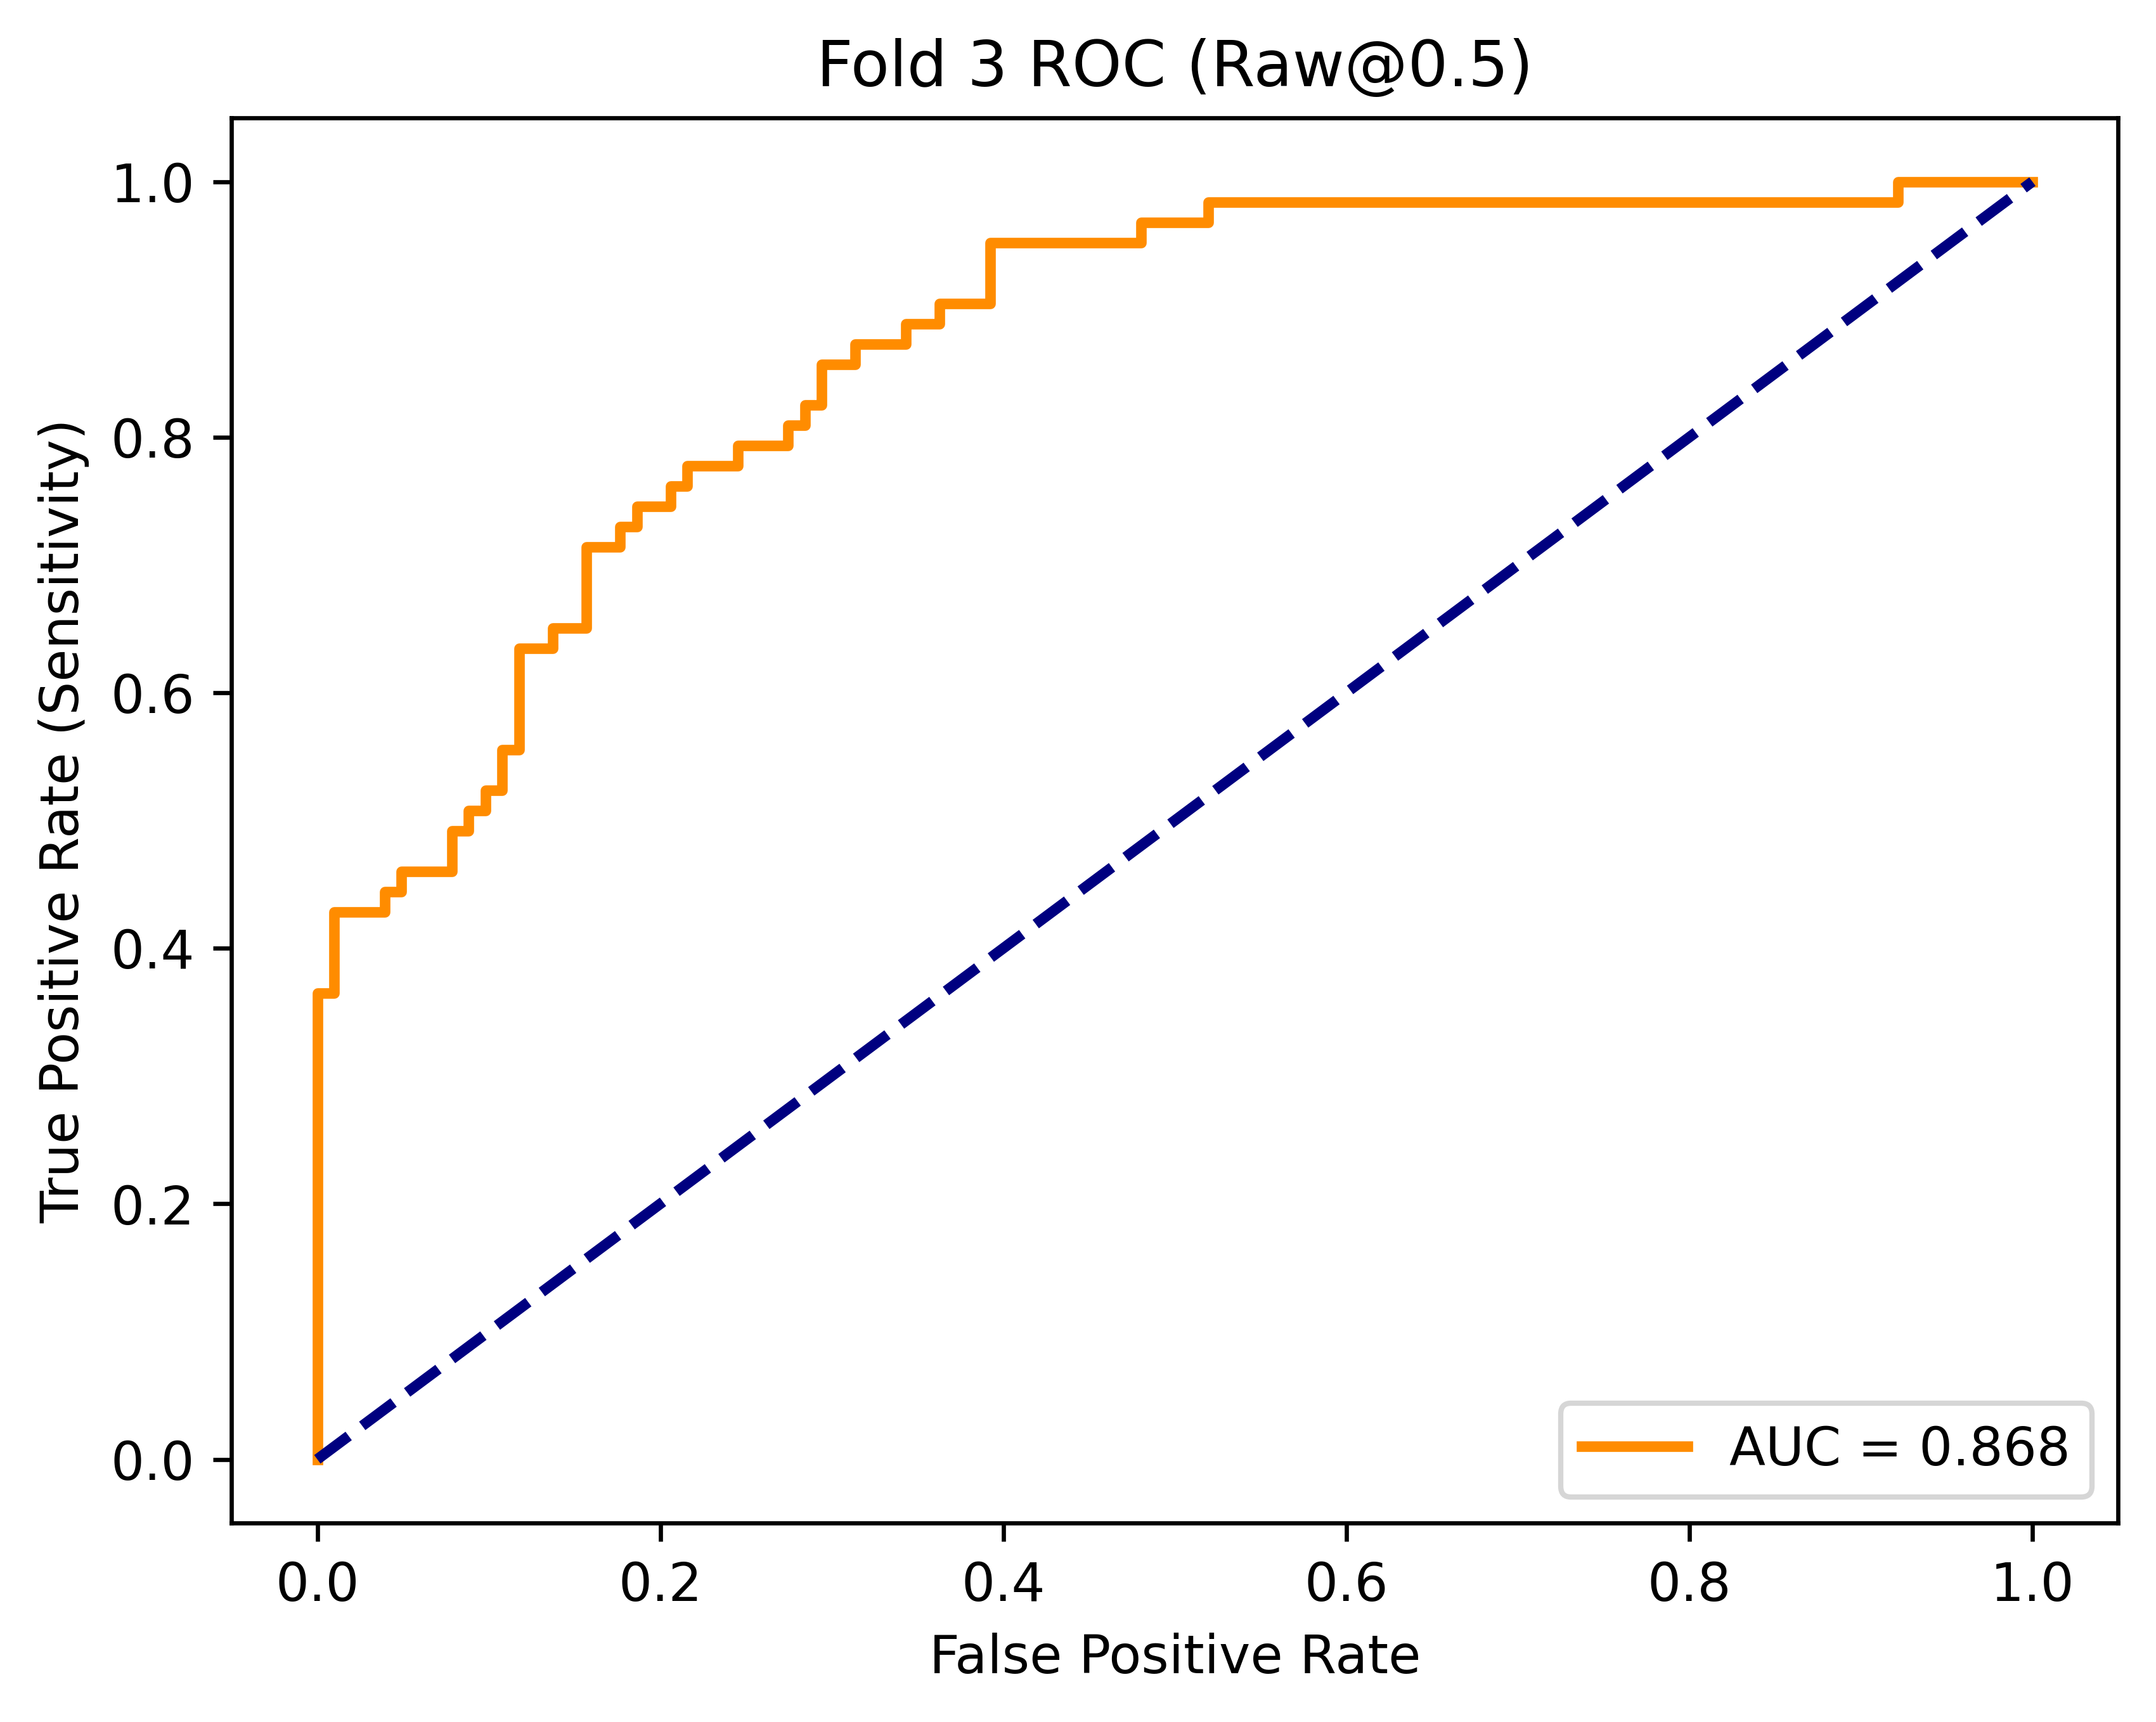 Fold 3 ROC (Raw@0.5)
True Positive Rate (Sensitivity)
1.0
0.8
0.6
0.4
0.2
0.0
AUC = 0.868
0.0 0.2 0.4 0.6 0.8 1.0
False Positive Rate